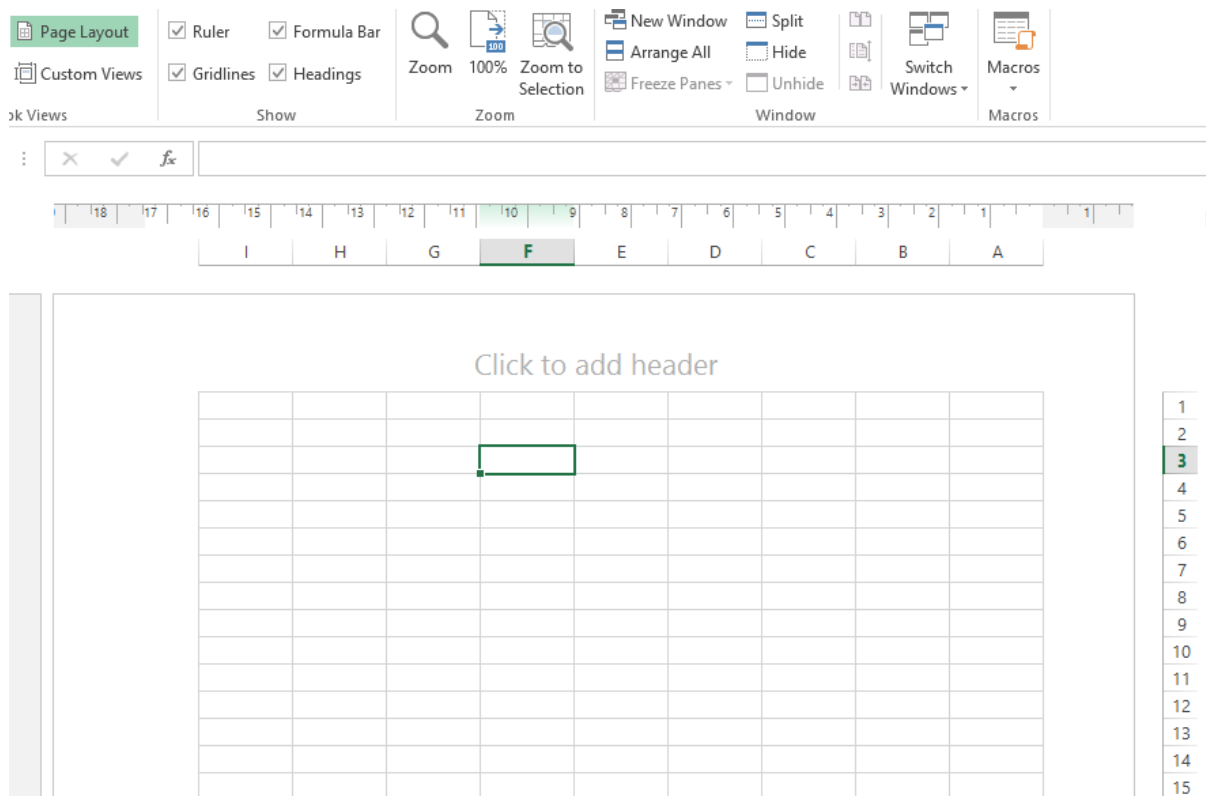 Page Layout
Custom Views
ok Views
Ruler
Formula Bar
Gridlines
Headings
Show
Zoom
100
100%
Zoom to
Selection
Zoom
New Window
Arrange All
Freeze Panes
Split
Hide
Unhide
Switch
Windows
Window
Macros
Macros
fx
18 17 16 15 14 13 12 11 10 9 8 7 6 5 4 3 2 1 1
I H G F E D C B A
Click to add header
1
2
3
4
5
6
7
8
9
10
11
12
13
14
15